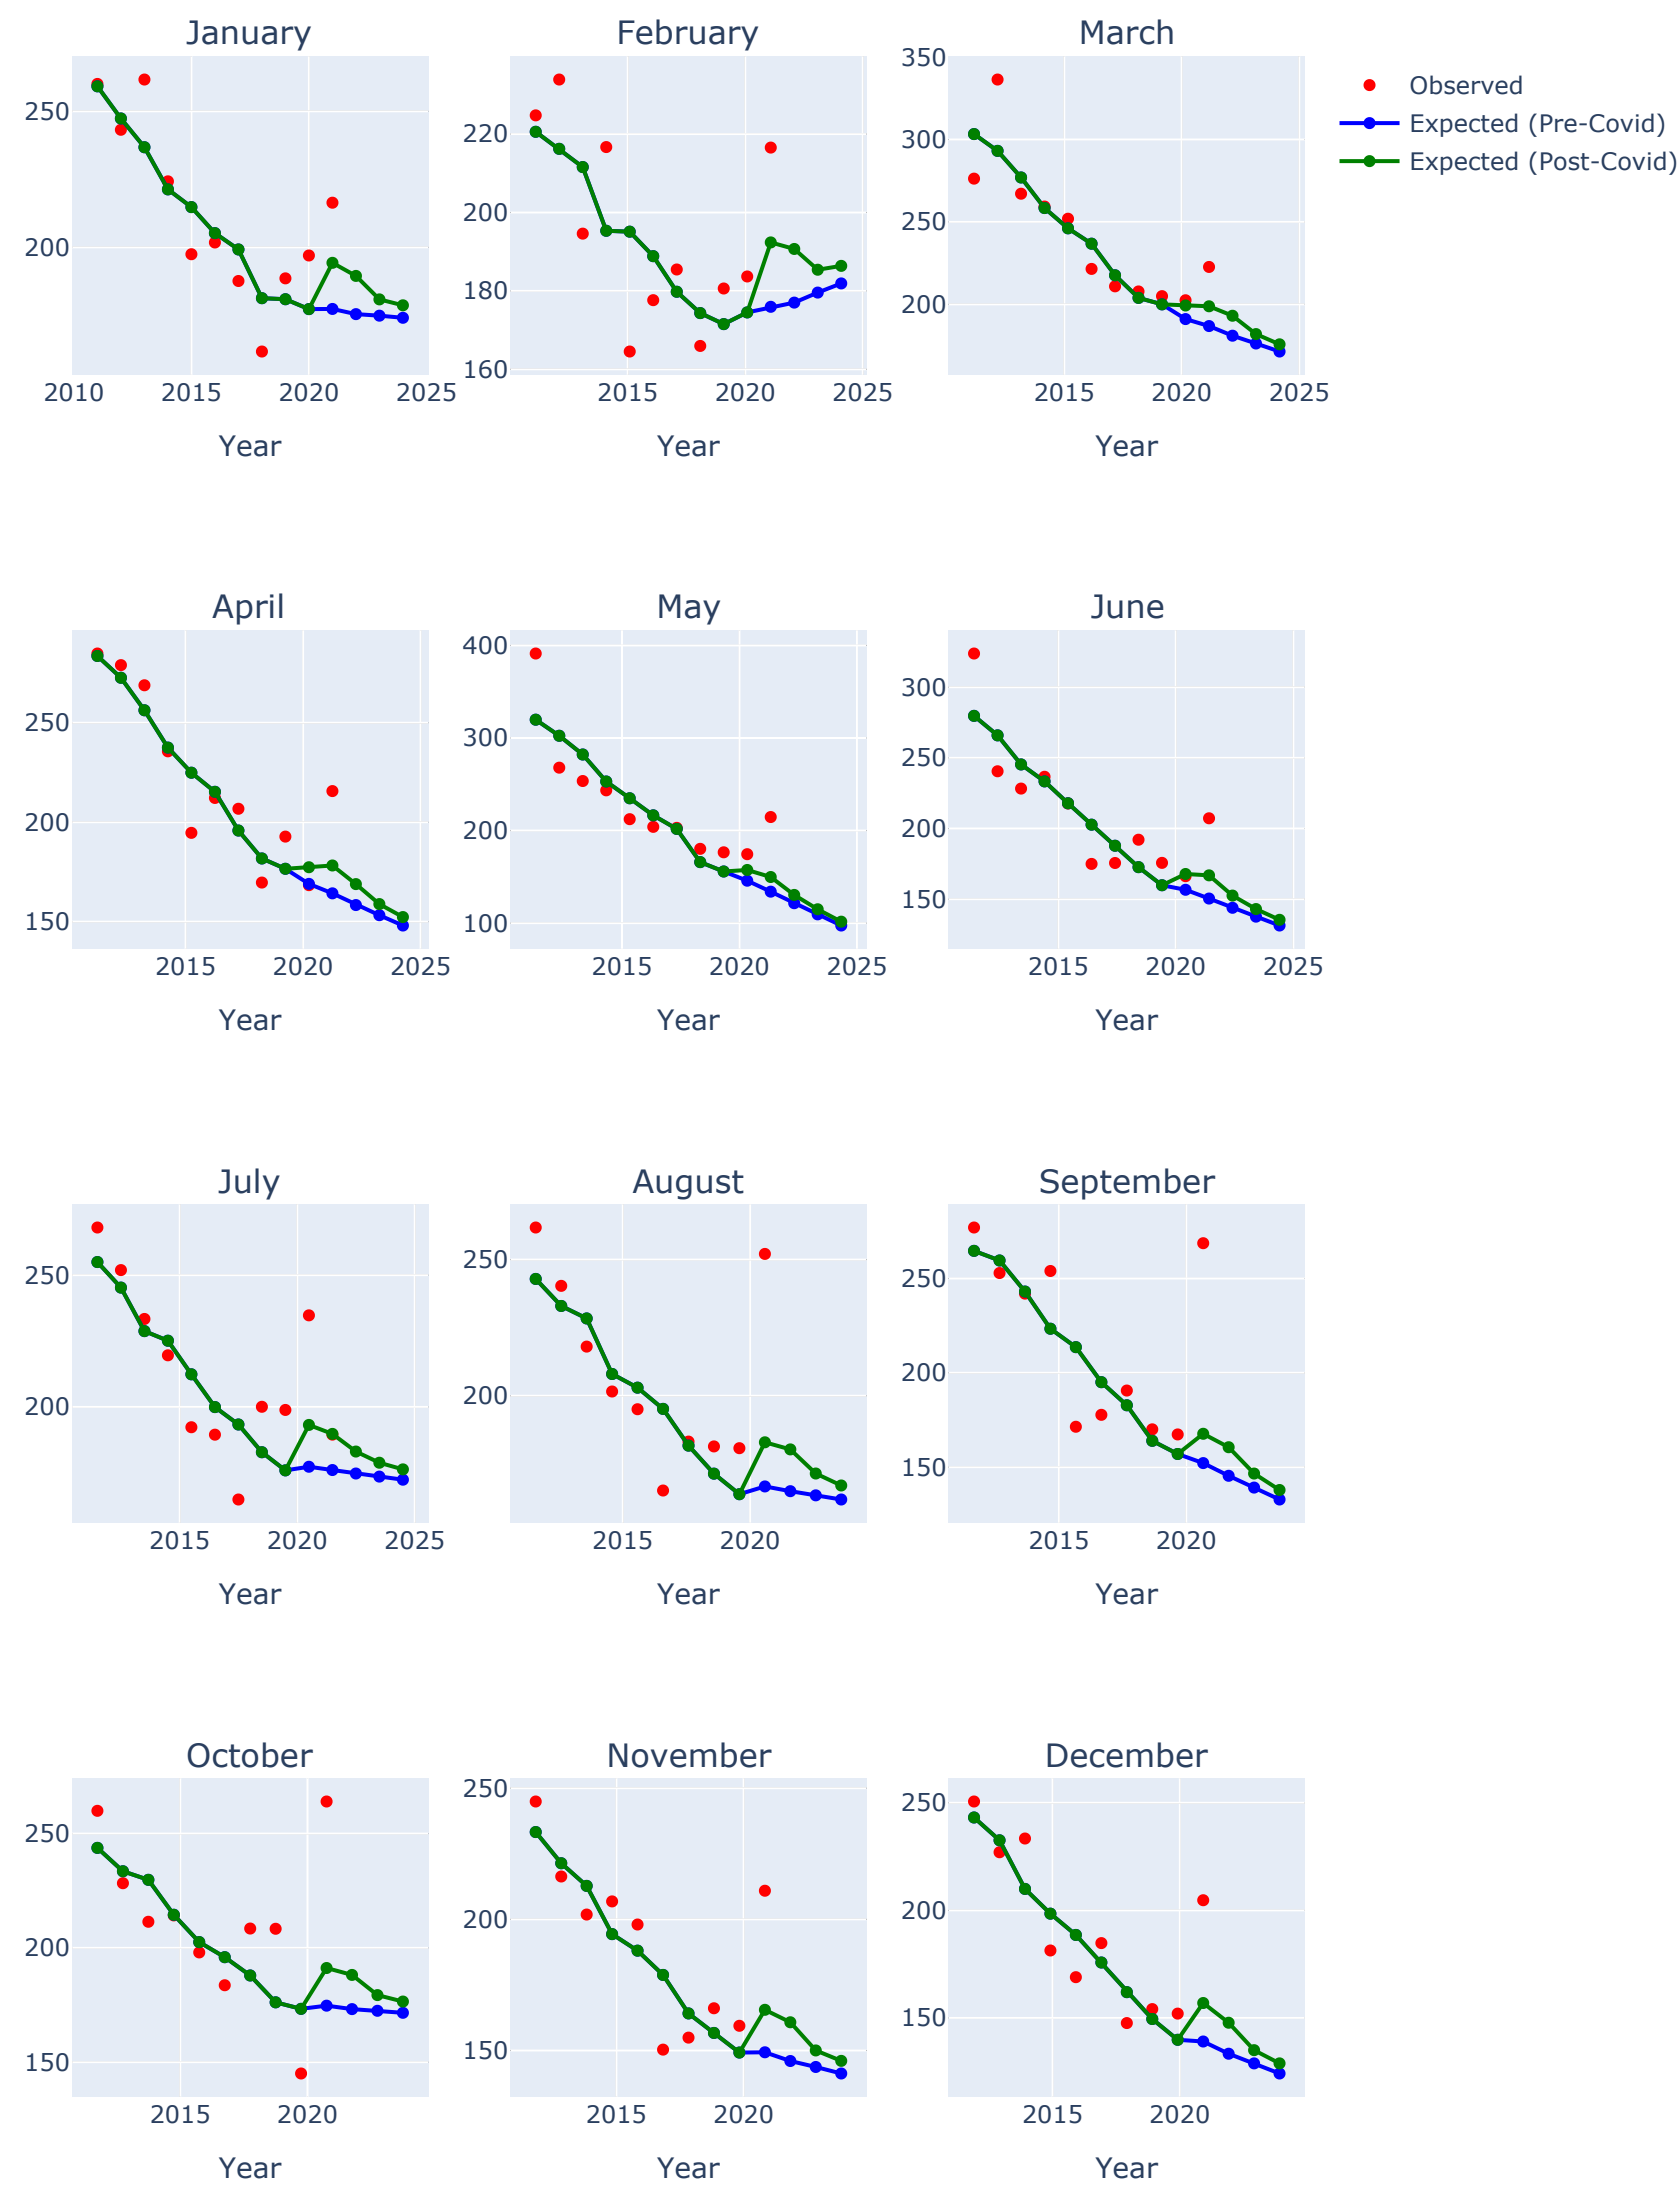 January
February
March
250
200
2010
2015
2020
2025
Year
220
200
180
160
2015
2020
2025
Year
350
300
250
200
2015
2020
2025
Year
Observed
Expected (Pre-Covid)
Expected (Post-Covid)
April
May
June
250
200
150
2015
2020
2025
Year
400
300
200
100
2015
2020
2025
Year
300
250
200
150
2015
2020
2025
Year
July
August
September
250
200
2015
2020
2025
Year
250
200
2015
2020
Year
250
200
150
2015
2020
Year
October
November
December
250
200
150
2015
2020
Year
250
200
150
2015
2020
Year
250
200
150
2015
2020
Year